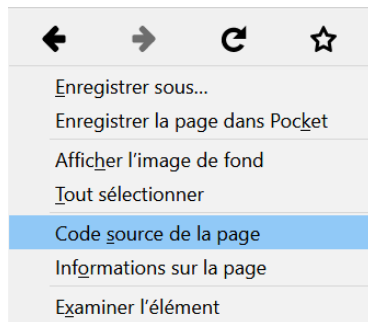 Enregistrer sous...
Enregistrer la page dans Pocket
Afficher l'image de fond
Tout sélectionner
Code source de la page
Informations sur la page
Examiner l'élément